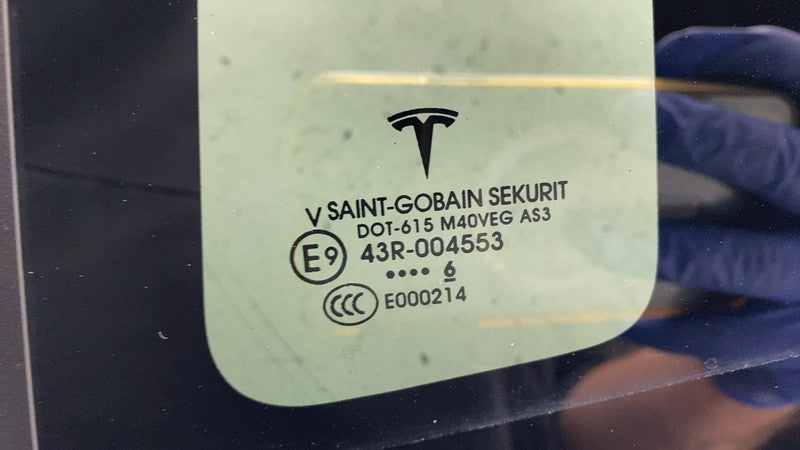 V SAINT-GOBAIN SEKURIT
DOT-615 M40VEG AS3
E9 43R-004553
•••• 6
CCC E000214